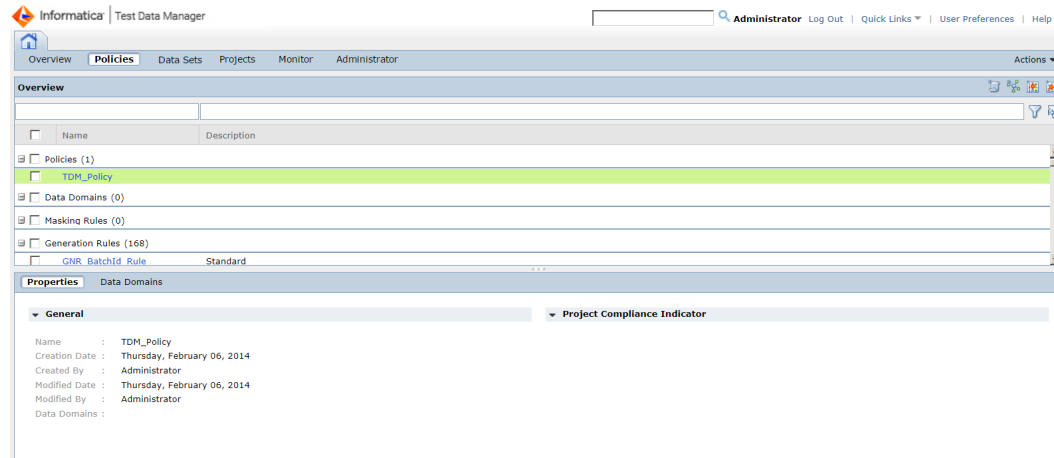 Informatica | Test Data Manager
Administrator Log Out | Quick Links | User Preferences | Help
Overview Policies Data Sets Projects Monitor Administrator Actions
Overview
Name Description
Policies (1)
TDM_Policy
Data Domains (0)
Masking Rules (0)
Generation Rules (168)
GNR_BatchId_Rule Standard
Properties Data Domains
General Project Compliance Indicator
Name : TDM_Policy
Creation Date : Thursday, February 06, 2014
Created By : Administrator
Modified Date : Thursday, February 06, 2014
Modified By : Administrator
Data Domains :